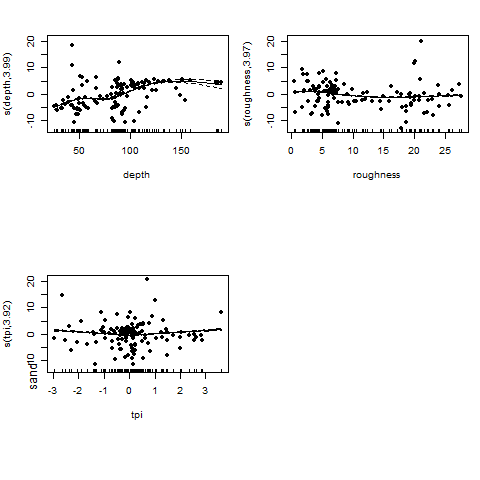 s(depth,3.99)
-10 0 5 10 20
50 100 150
depth
s(roughness,3.97)
-10 0 5 10 20
0 5 10 15 20 25
roughness
s(tpi,3.92)
-10 0 10 20
sand
-3 -2 -1 0 1 2 3
tpi